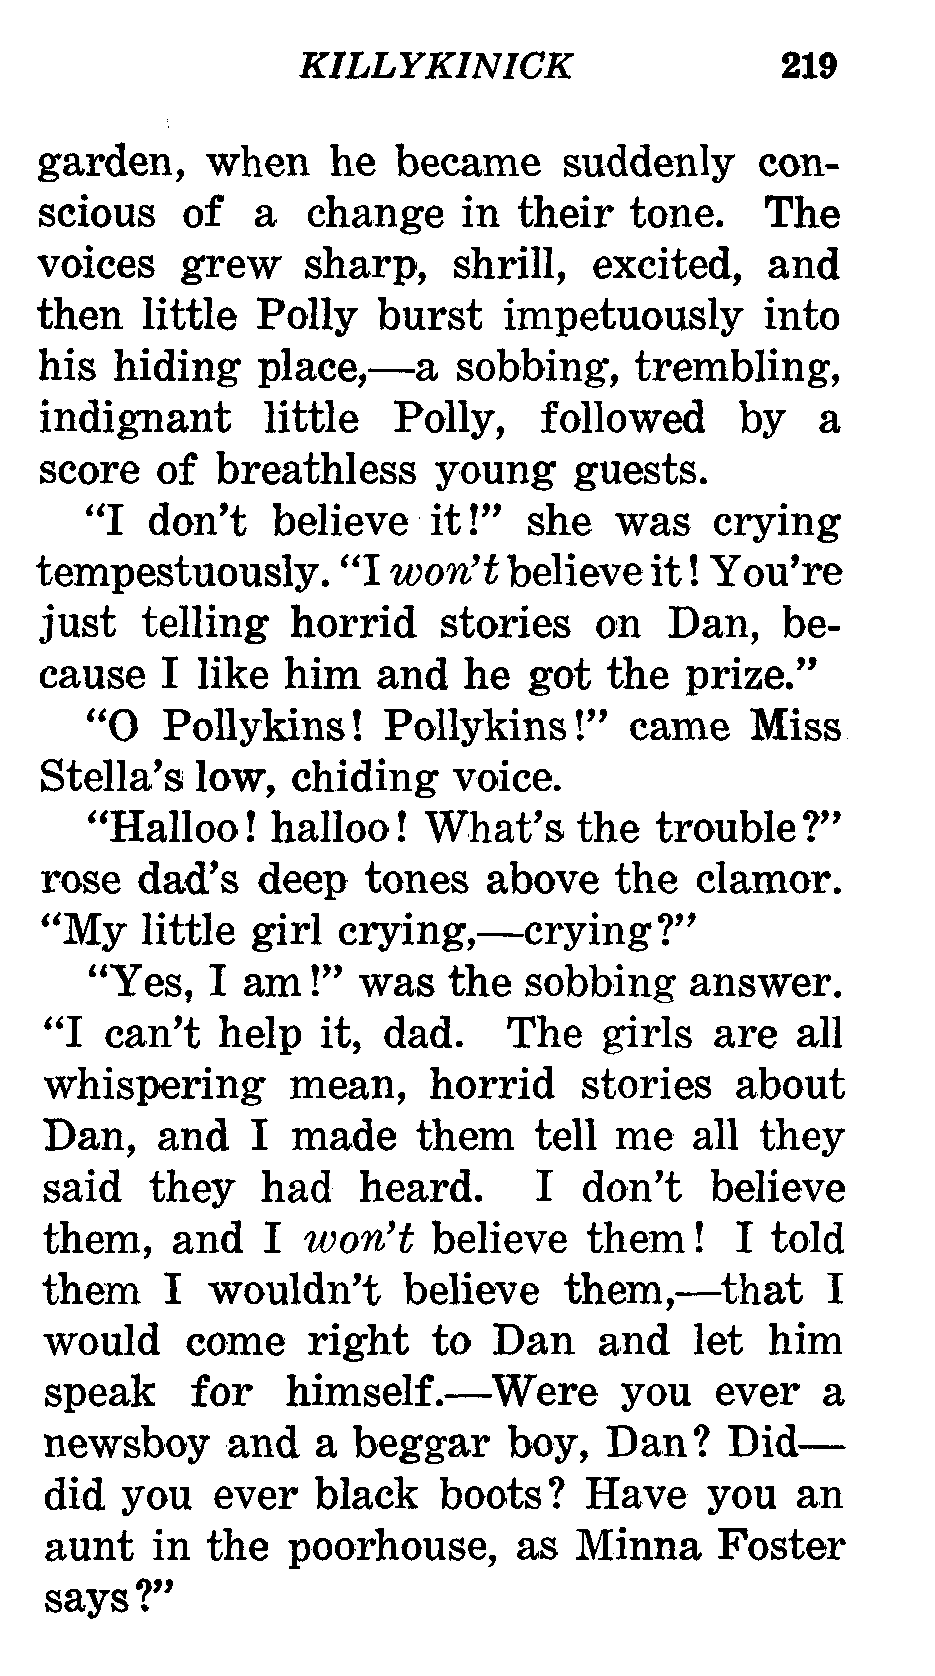 KILLYKINICK 219
garden, when he became suddenly con-
scious of a change in their tone. The
voices grew sharp, shrill, excited, and
then little Polly burst impetuously into
his hiding place,—a sobbing, trembling,
indignant little Polly, followed by a
score of breathless young guests.
“I don’t believe it!” she was crying
tempestuously. “I won’t believe it! You’re
just telling horrid stories on Dan, be-
cause I like him and he got the prize.”
“O Pollykins! Pollykins!” came Miss
Stella’s low, chiding voice.
“Halloo! halloo! What’s the trouble?”
rose dad’s deep tones above the clamor.
“My little girl crying,—crying?”
“Yes, I am!” was the sobbing answer.
“I can’t help it, dad. The girls are all
whispering mean, horrid stories about
Dan, and I made them tell me all they
said they had heard. I don’t believe
them, and I won’t believe them! I told
them I wouldn’t believe them,—that I
would come right to Dan and let him
speak for himself.—Were you ever a
newsboy and a beggar boy, Dan? Did—
did you ever black boots? Have you an
aunt in the poorhouse, as Minna Foster
says?”